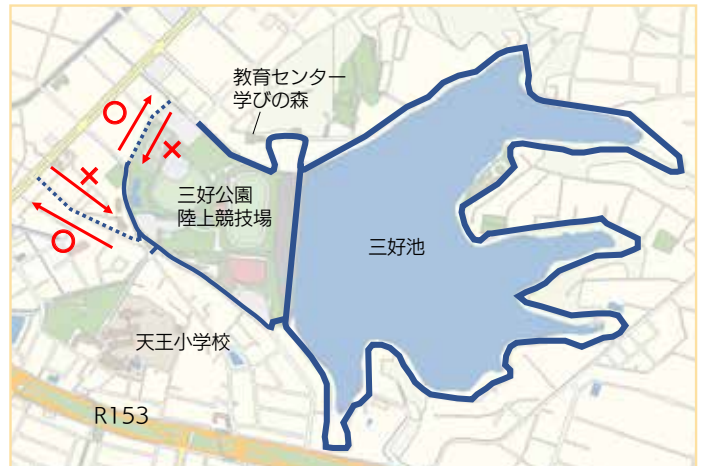 教育センター
学びの森
三好公園
陸上競技場
三好池
天王小学校
R153